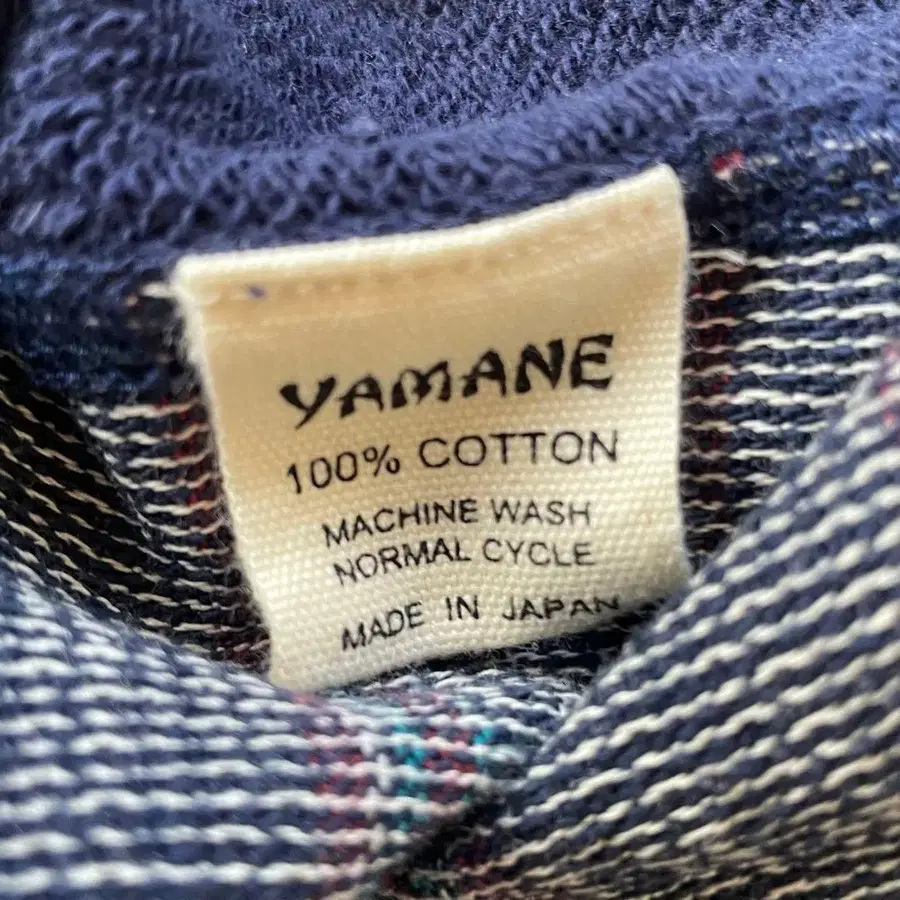 YAMANE
100% COTTON
MACHINE WASH
NORMAL CYCLE
MADE IN JAPAN